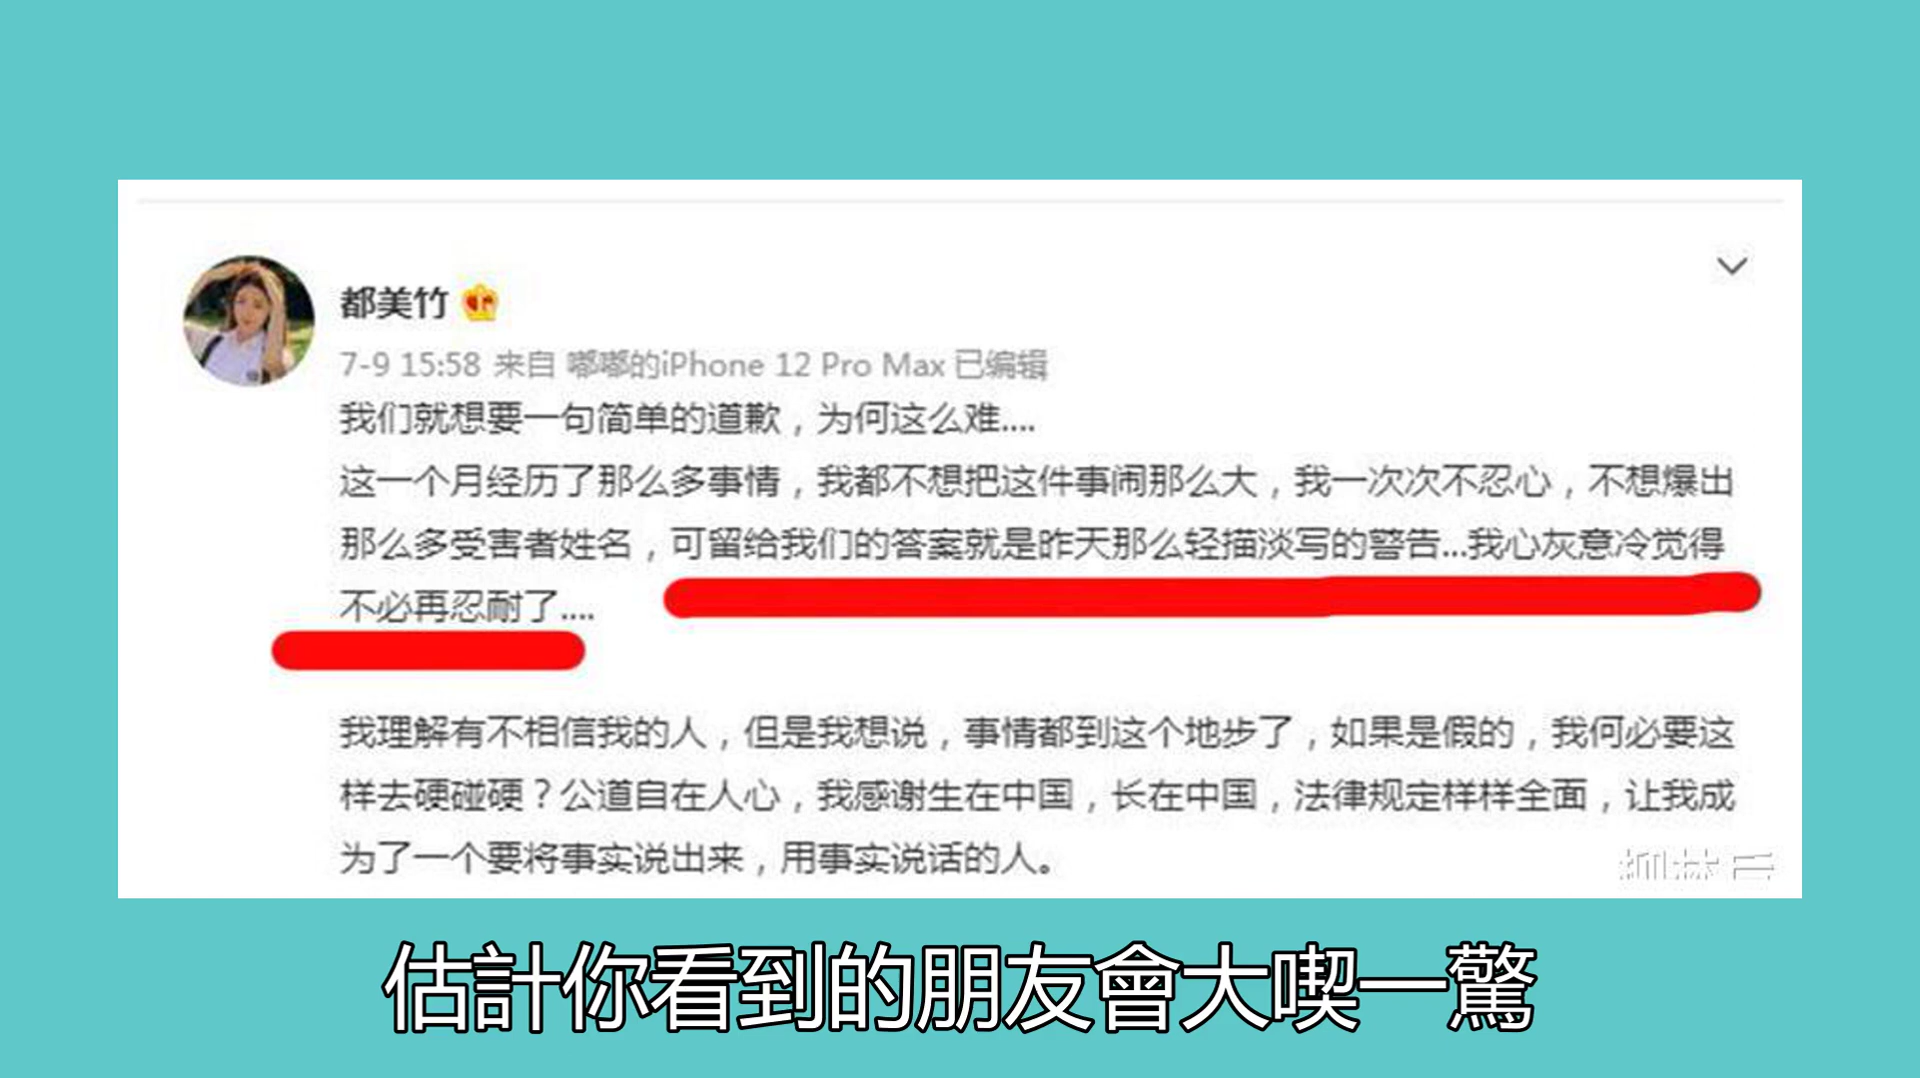 都美竹
7-9 15:58 来自 嘟嘟的iPhone 12 Pro Max 已编辑
我们就想要一句简单的道歉，为何这么难....
这一个月经历了那么多事情，我都不想把这件事闹那么大，我一次次不忍心，不想爆出
那么多受害者姓名，可留给我们的答案就是昨天那么轻描淡写的警告...我心灰意冷觉得
不必再忍耐了....
我理解有不相信我的人，但是我想说，事情都到这个地步了，如果是假的，我何必要这
样去硬碰硬？公道自在人心，我感谢生在中国，长在中国，法律规定样样全面，让我成
为了一个要将事实说出来，用事实说话的人。
估計你看到的朋友會大喫一驚